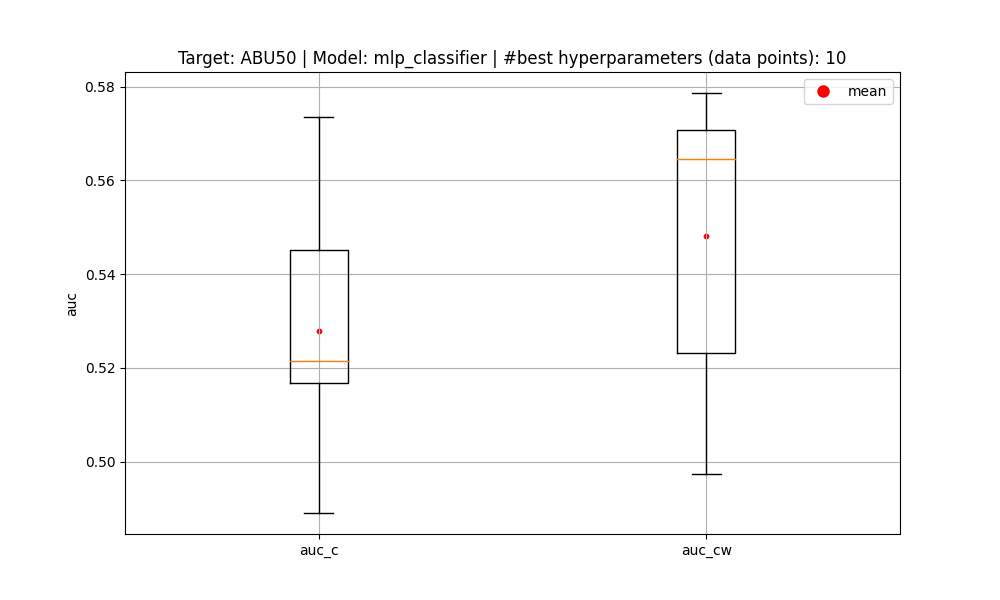 Target: ABU50 | Model: mlp_classifier | #best hyperparameters (data points): 10
mean
0.58
0.56
0.54
0.52
0.50
auc
auc_c
auc_cw